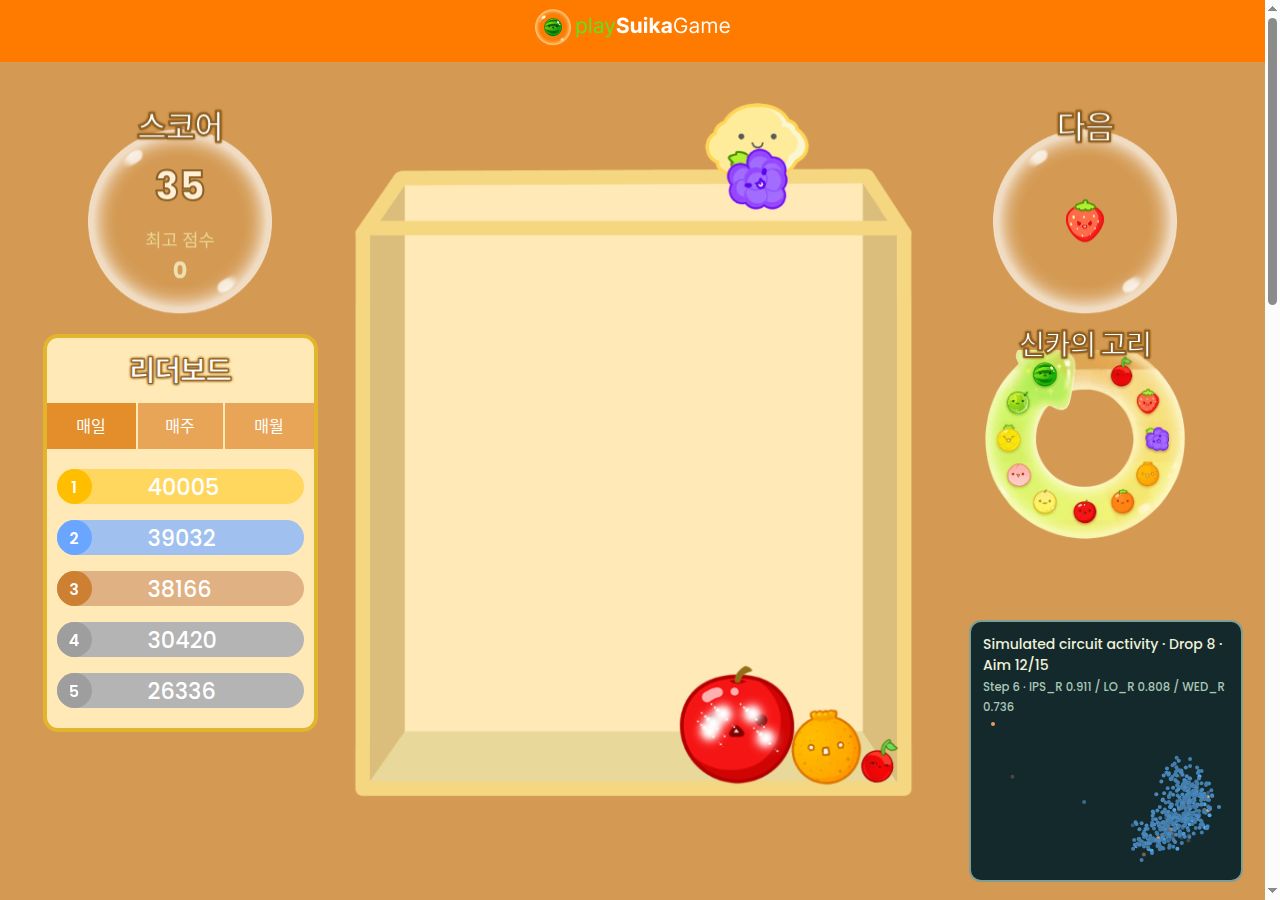 playSuikaGame
스코어
35
최고 점수
0
다음
리더보드
매일 매주 매월
1 40005
2 39032
3 38166
4 30420
5 26336
신카의 고리
Simulated circuit activity · Drop 8 ·
Aim 12/15
Step 6 · IPS_R 0.911 / LO_R 0.808 / WED_R
0.736